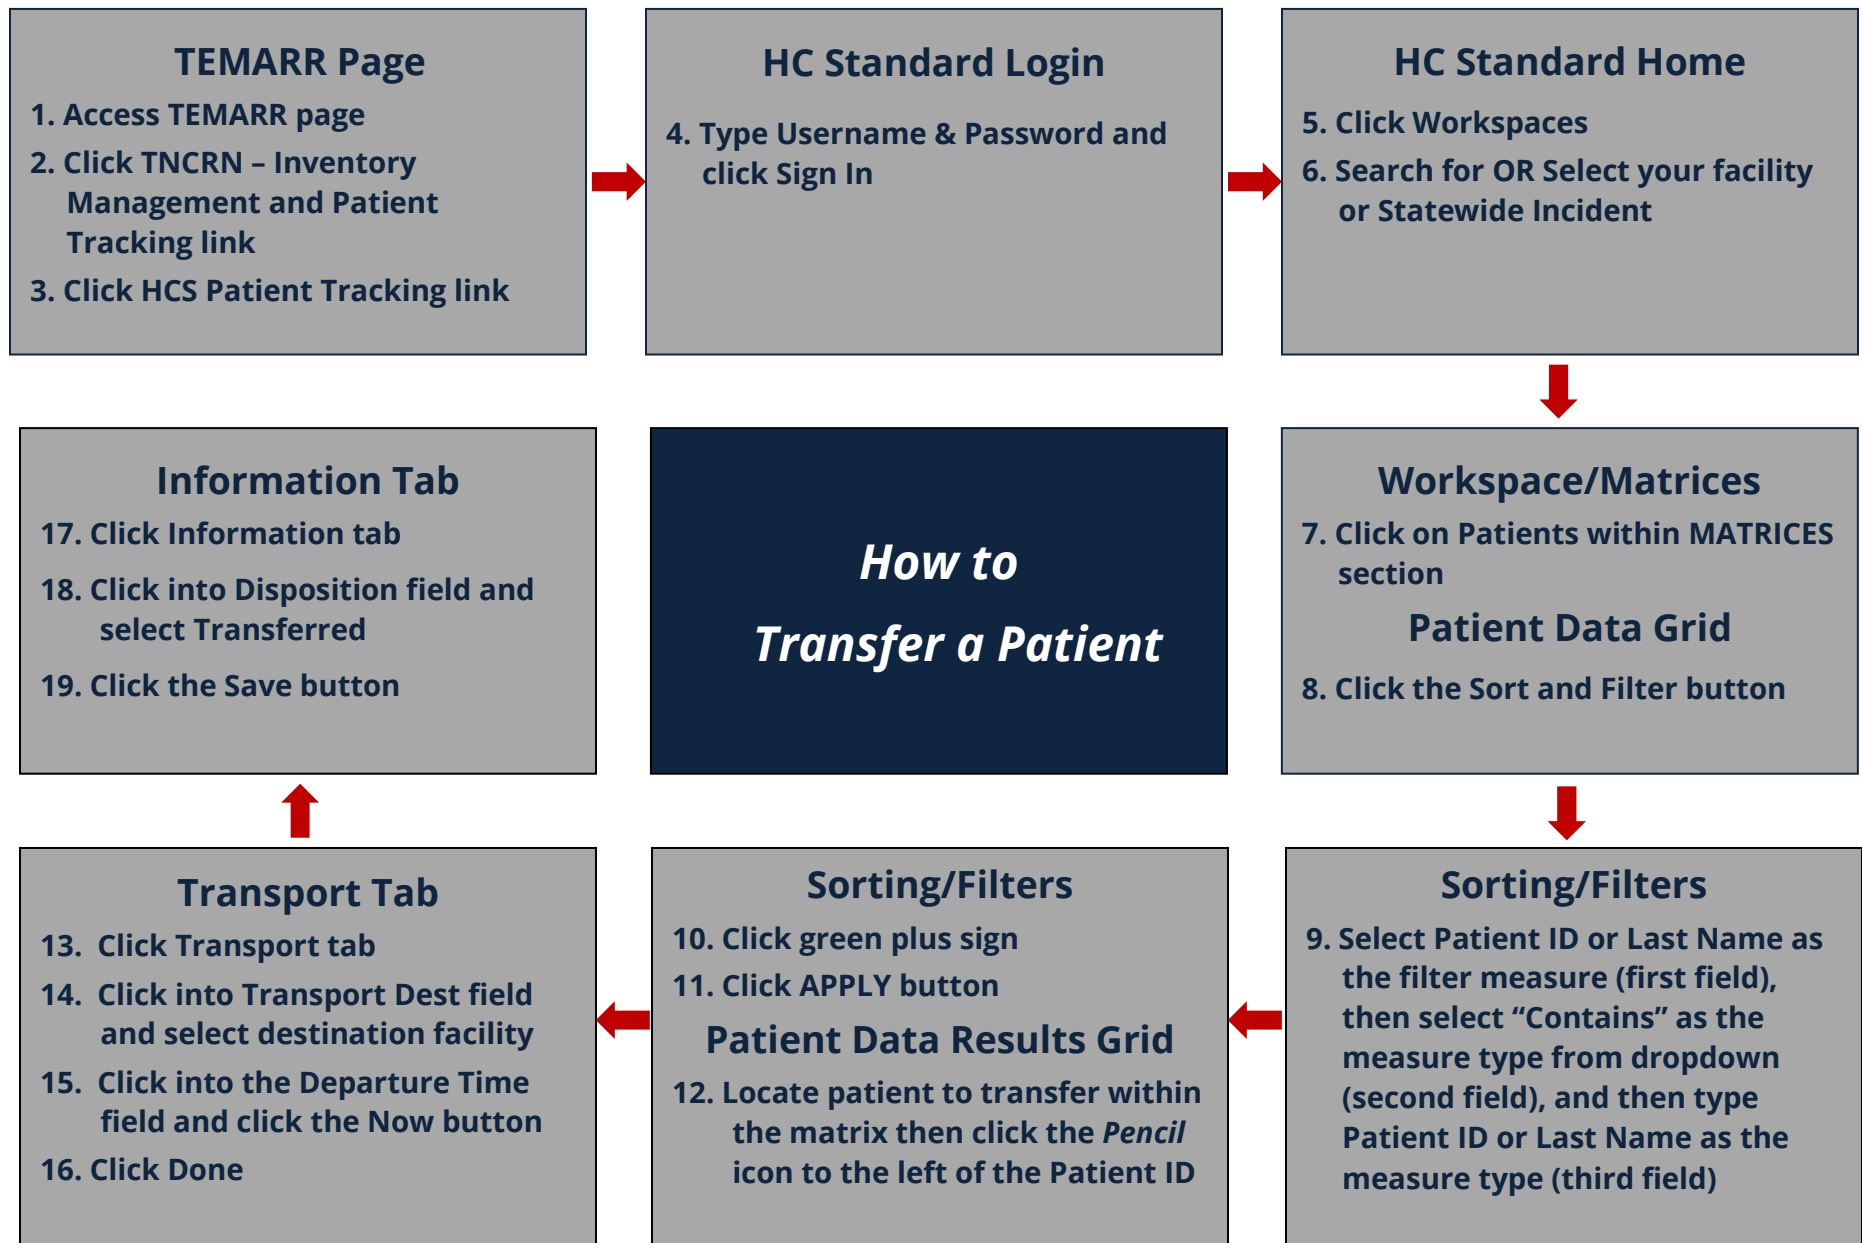 TEMARR Page
1. Access TEMARR page
2. Click TNCRN – Inventory
Management and Patient
Tracking link
3. Click HCS Patient Tracking link
HC Standard Login
4. Type Username & Password and
click Sign In
HC Standard Home
5. Click Workspaces
6. Search for OR Select your facility
or Statewide Incident
Workspace/Matrices
7. Click on Patients within MATRICES
section
Patient Data Grid
8. Click the Sort and Filter button
Sorting/Filters
9. Select Patient ID or Last Name as
the filter measure (first field),
then select “Contains” as the
measure type from dropdown
(second field), and then type
Patient ID or Last Name as the
measure type (third field)
Sorting/Filters
10. Click green plus sign
11. Click APPLY button
Patient Data Results Grid
12. Locate patient to transfer within
the matrix then click the Pencil
icon to the left of the Patient ID
Transport Tab
13. Click Transport tab
14. Click into Transport Dest field
and select destination facility
15. Click into the Departure Time
field and click the Now button
16. Click Done
Information Tab
17. Click Information tab
18. Click into Disposition field and
select Transferred
19. Click the Save button
How to
Transfer a Patient